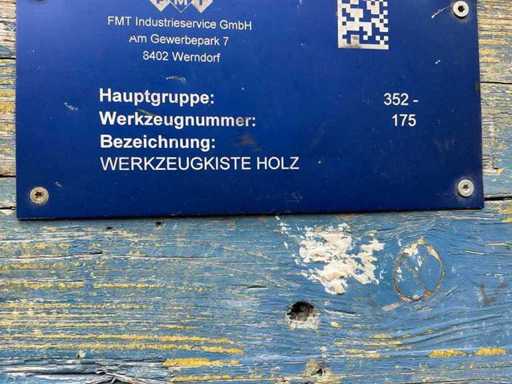 FMT Industrieservice GmbH
Am Gewerbepark 7
8402 Werndorf
Hauptgruppe: 352 -
Werkzeugnummer: 175
Bezeichnung:
WERKZEUGKISTE HOLZ